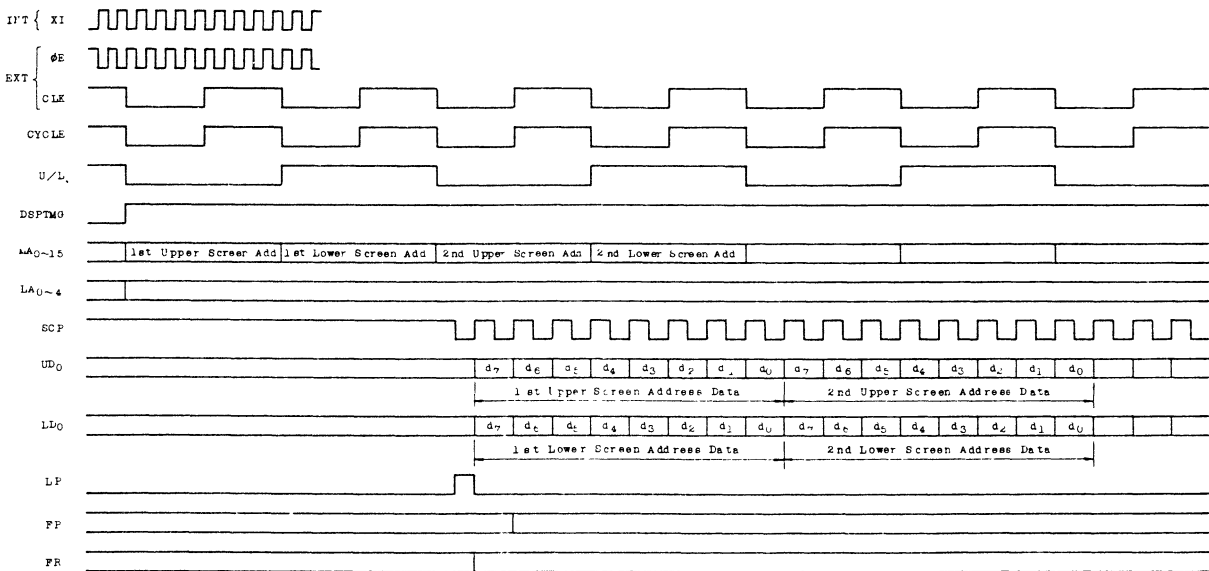 INT { XI
φE
EXT {
CLK
CYCLE
U/L
DSPTMG
MA0~15 1st Upper Screen Add 1st Lower Screen Add 2nd Upper Screen Add 2nd Lower Screen Add
LA0~4
SCP
UD0 d7 d6 d5 d4 d3 d2 d1 d0 d7 d6 d5 d4 d3 d2 d1 d0
1st Upper Screen Address Data 2nd Upper Screen Address Data
LD0 d7 d6 d5 d4 d3 d2 d1 d0 d7 d6 d5 d4 d3 d2 d1 d0
1st Lower Screen Address Data 2nd Lower Screen Address Data
LP
FP
FR